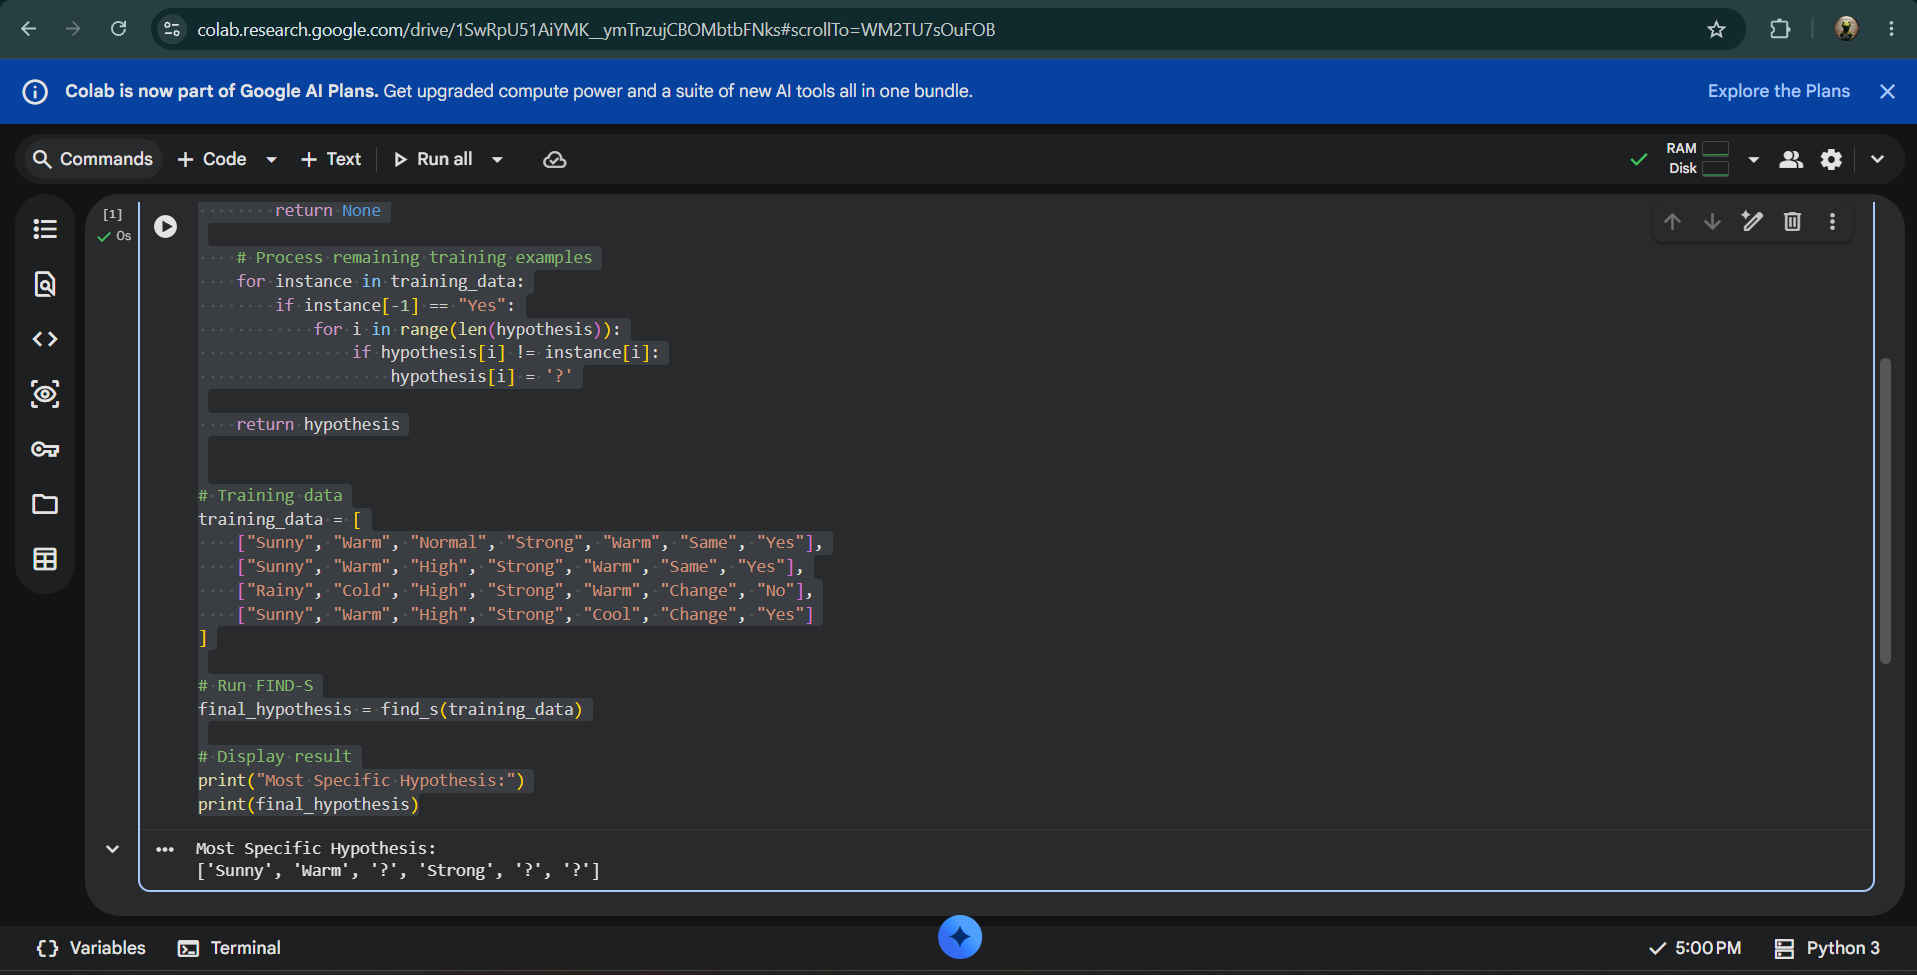 colab.research.google.com/drive/1SwRpU51AiYMK__ymTnzujCBOMbtbFNks#scrollTo=WM2TU7sOuFOB
Colab is now part of Google AI Plans. Get upgraded compute power and a suite of new AI tools all in one bundle.
Explore the Plans
Commands + Code + Text Run all
RAM
Disk
[1]
0s
return None
# Process remaining training examples
for instance in training_data:
if instance[-1] == "Yes":
for i in range(len(hypothesis)):
if hypothesis[i] != instance[i]:
hypothesis[i] = '?'
return hypothesis
# Training data
training_data = [
["Sunny", "Warm", "Normal", "Strong", "Warm", "Same", "Yes"],
["Sunny", "Warm", "High", "Strong", "Warm", "Same", "Yes"],
["Rainy", "Cold", "High", "Strong", "Warm", "Change", "No"],
["Sunny", "Warm", "High", "Strong", "Cool", "Change", "Yes"]
]
# Run FIND-S
final_hypothesis = find_s(training_data)
# Display result
print("Most Specific Hypothesis:")
print(final_hypothesis)
Most Specific Hypothesis:
['Sunny', 'Warm', '?', 'Strong', '?', '?']
{} Variables Terminal
5:00 PM Python 3